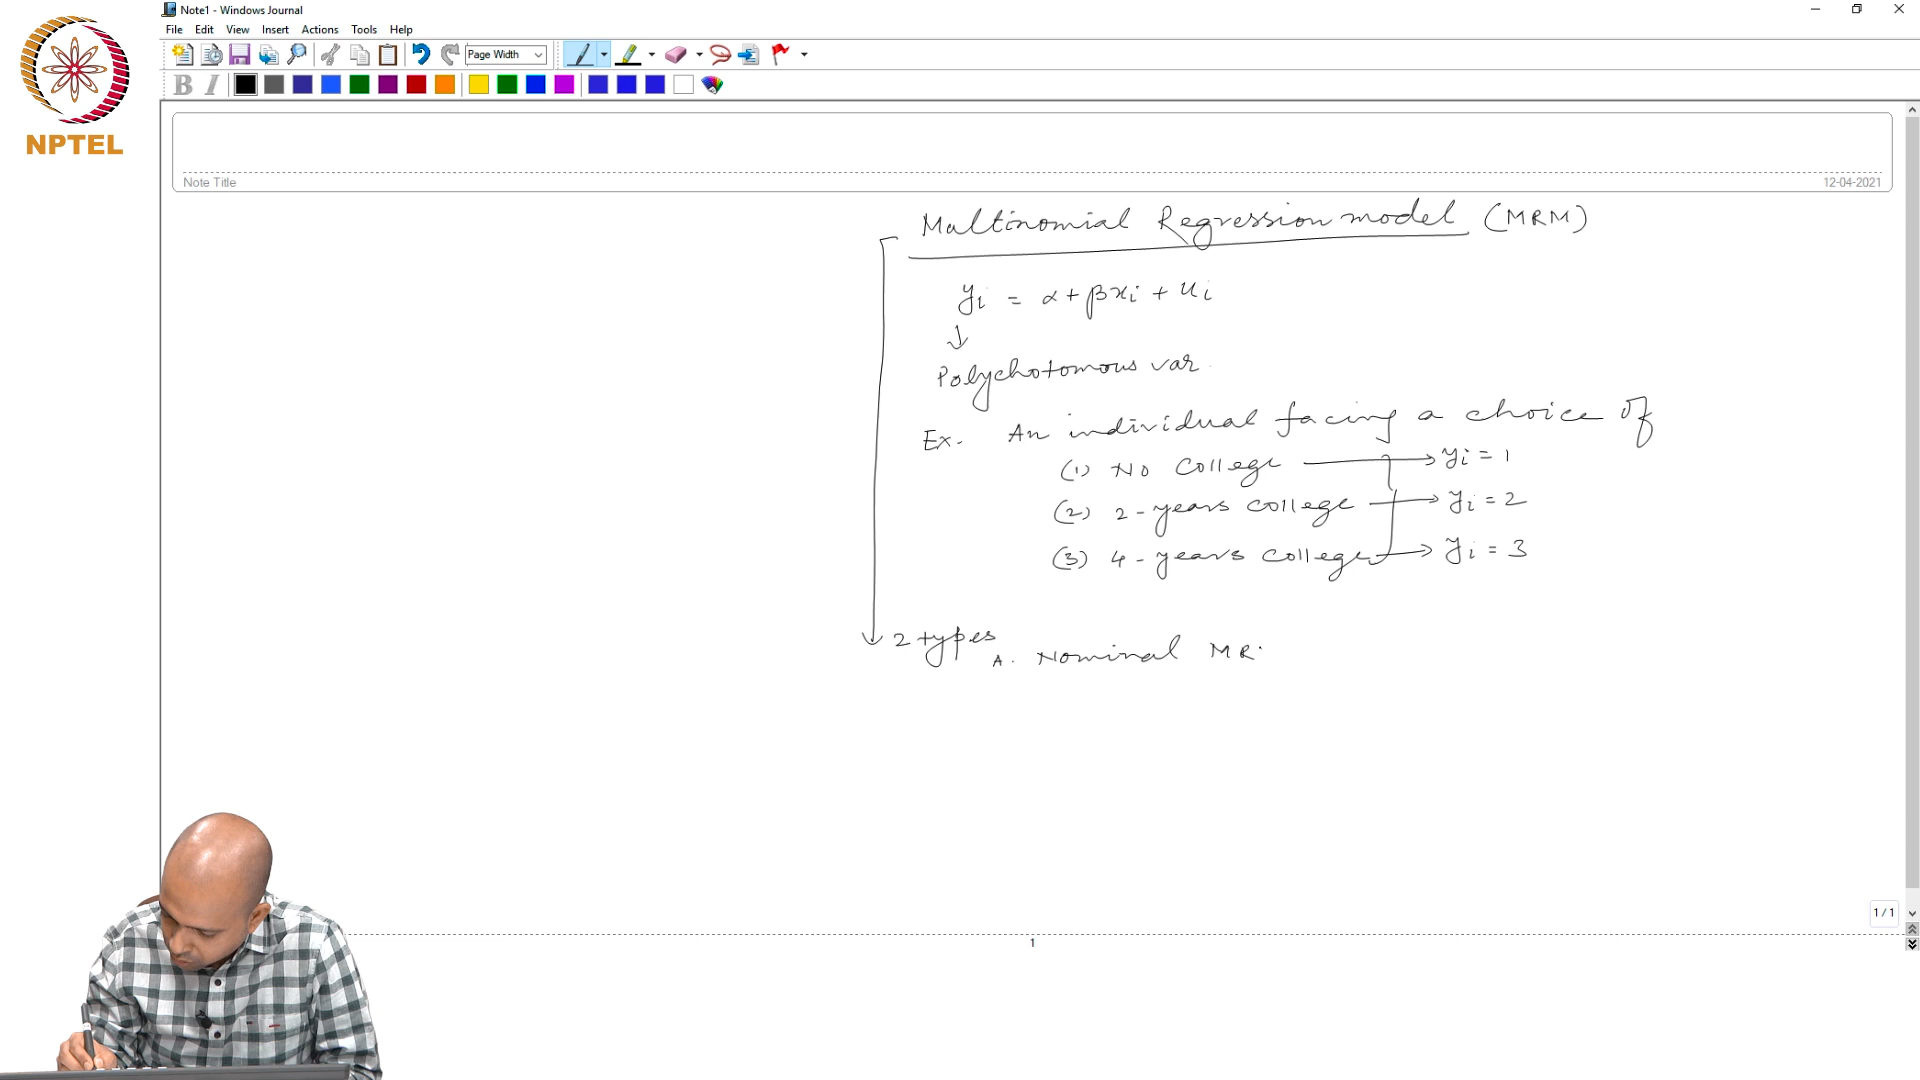 Note1 - Windows Journal
File Edit View Insert Actions Tools Help
Page Width
B I
NPTEL
Note Title
12-04-2021
Multinomial Regression model (MRM)
yi = α + βxi + ui
↓
Polychotomous var.
Ex. An individual facing a choice of
(1) No college → yi = 1
(2) 2-years college → yi = 2
(3) 4-years college → yi = 3
2 types
A. Nominal MR.
1 / 1
1